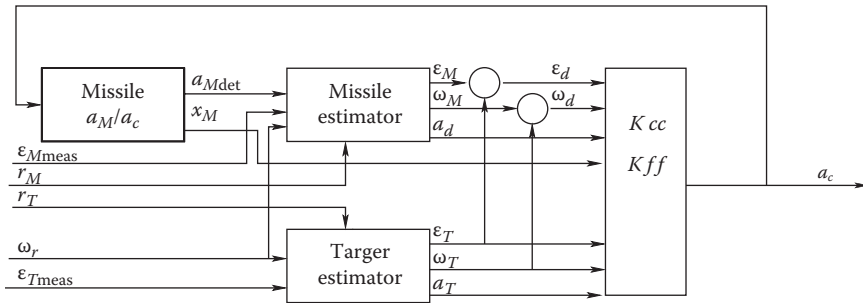 Missile
a_M/a_c
a_Mdet
x_M
Missile
estimator
ε_M
ω_M
a_d
ε_d
ω_d
K cc
K ff
a_c
ε_Mmeas
r_M
r_T
ω_r
ε_Tmeas
Targer
estimator
ε_T
ω_T
a_T